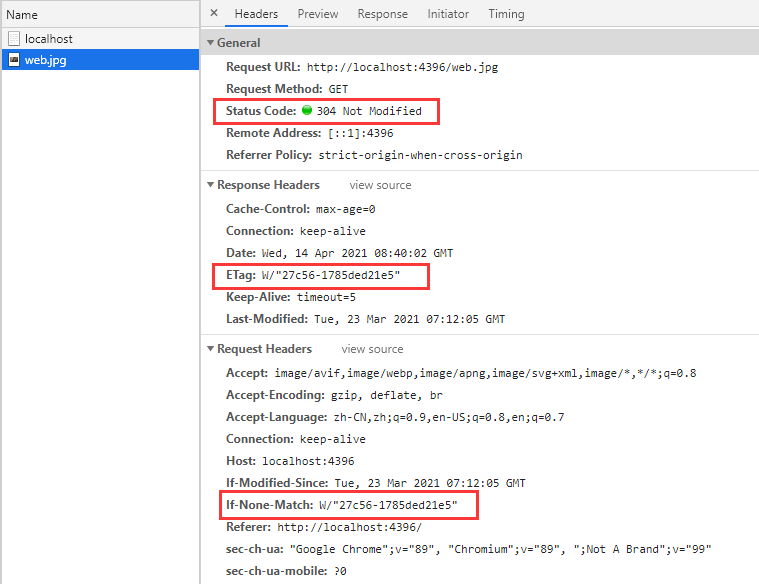 Name
localhost
web.jpg
× Headers Preview Response Initiator Timing
General
Request URL: http://localhost:4396/web.jpg
Request Method: GET
Status Code: 304 Not Modified
Remote Address: [::1]:4396
Referrer Policy: strict-origin-when-cross-origin
Response Headers view source
Cache-Control: max-age=0
Connection: keep-alive
Date: Wed, 14 Apr 2021 08:40:02 GMT
ETag: W/"27c56-1785ded21e5"
Keep-Alive: timeout=5
Last-Modified: Tue, 23 Mar 2021 07:12:05 GMT
Request Headers view source
Accept: image/avif,image/webp,image/apng,image/svg+xml,image/*,*/*;q=0.8
Accept-Encoding: gzip, deflate, br
Accept-Language: zh-CN,zh;q=0.9,en-US;q=0.8,en;q=0.7
Connection: keep-alive
Host: localhost:4396
If-Modified-Since: Tue, 23 Mar 2021 07:12:05 GMT
If-None-Match: W/"27c56-1785ded21e5"
Referer: http://localhost:4396/
sec-ch-ua: "Google Chrome";v="89", "Chromium";v="89", ";Not A Brand";v="99"
sec-ch-ua-mobile: ?0